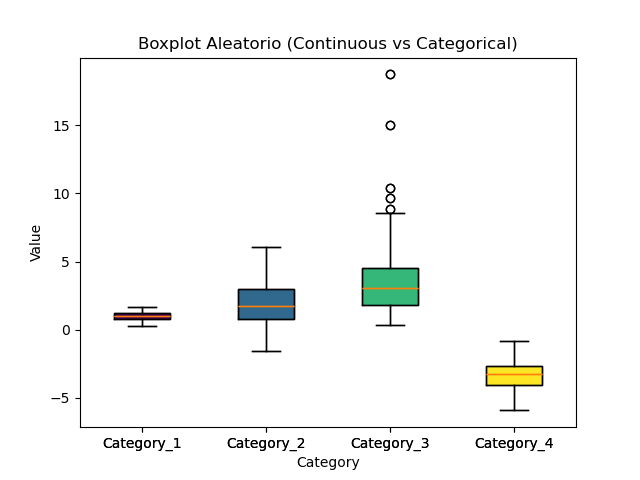 Boxplot Aleatorio (Continuous vs Categorical)
Value
15
10
5
0
−5
Category_1 Category_2 Category_3 Category_4
Category